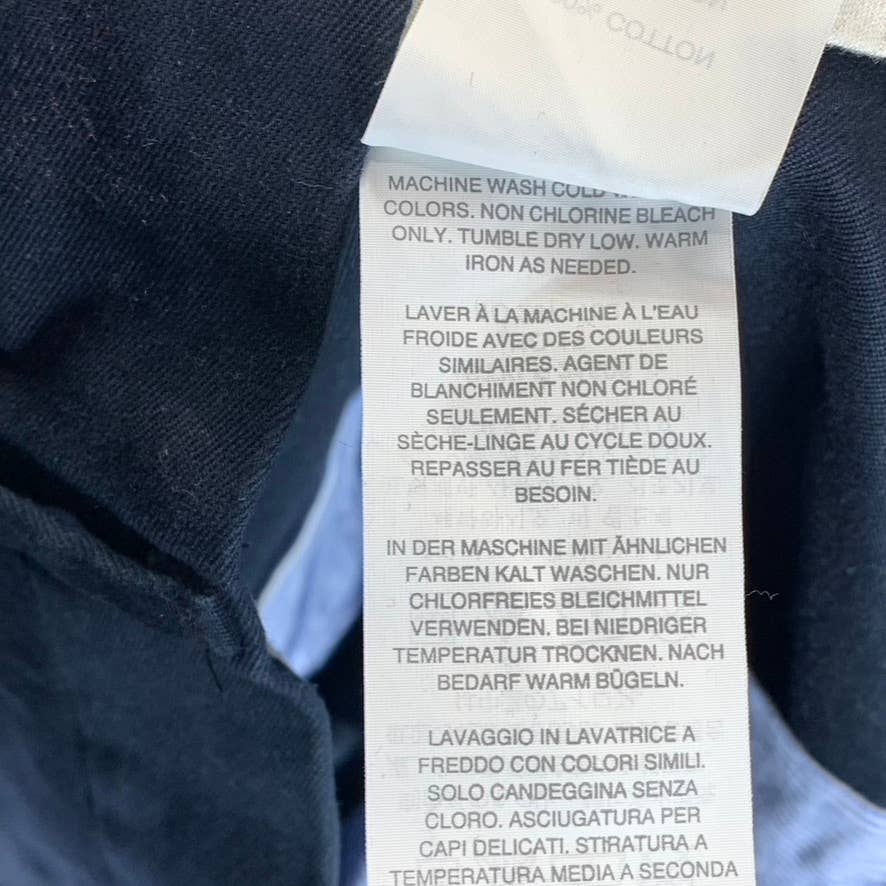 COTTON
MACHINE WASH COLD
COLORS. NON CHLORINE BLEACH
ONLY. TUMBLE DRY LOW. WARM
IRON AS NEEDED.
LAVER À LA MACHINE À L'EAU
FROIDE AVEC DES COULEURS
SIMILAIRES. AGENT DE
BLANCHIMENT NON CHLORÉ
SEULEMENT. SÉCHER AU
SÈCHE-LINGE AU CYCLE DOUX.
REPASSER AU FER TIÈDE AU
BESOIN.
IN DER MASCHINE MIT ÄHNLICHEN
FARBEN KALT WASCHEN. NUR
CHLORFREIES BLEICHMITTEL
VERWENDEN. BEI NIEDRIGER
TEMPERATUR TROCKNEN. NACH
BEDARF WARM BÜGELN.
LAVAGGIO IN LAVATRICE A
FREDDO CON COLORI SIMILI.
SOLO CANDEGGINA SENZA
CLORO. ASCIUGATURA PER
CAPI DELICATI. STIRATURA A
TEMPERATURA MEDIA A SECONDA